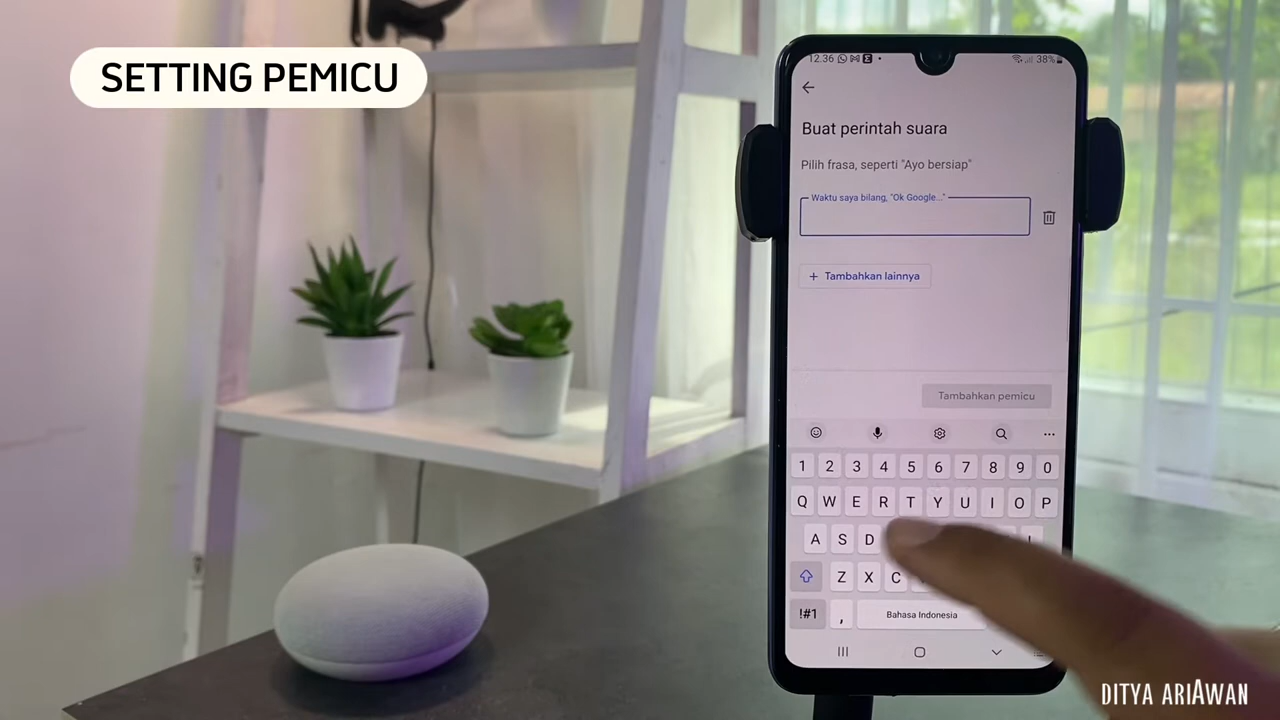 SETTING PEMICU
12.36
38%
Buat perintah suara
Pilih frasa, seperti "Ayo bersiap"
Waktu saya bilang, "Ok Google..."
+ Tambahkan lainnya
Tambahkan pemicu
1 2 3 4 5 6 7 8 9 0
Q W E R T Y U I O P
A S D
Z X C
!#1 , Bahasa Indonesia
DITYA ARIAWAN